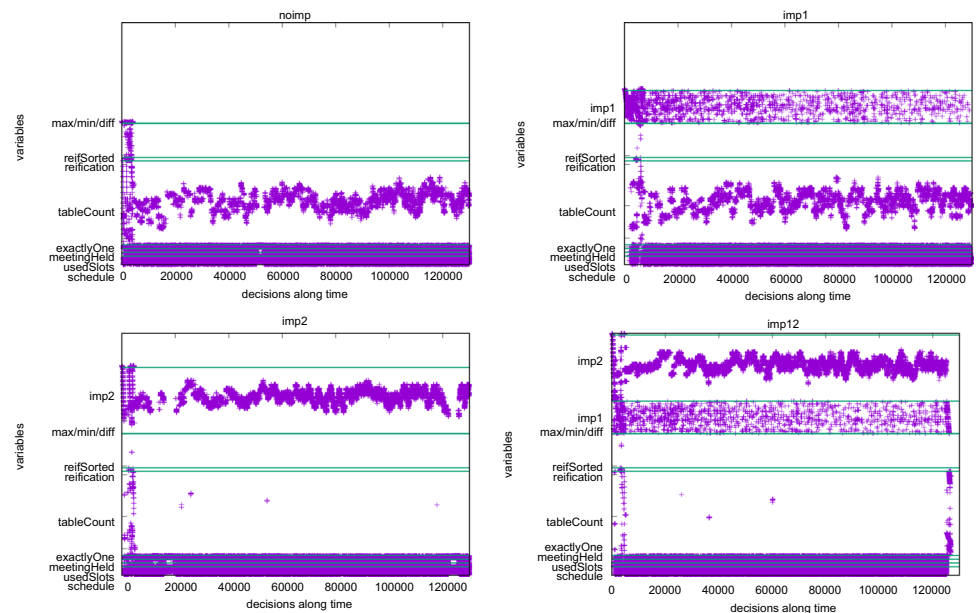 noimp
variables
max/min/diff
reifSorted
reification
tableCount
exactlyOne
meetingHeld
usedSlots
schedule
0 20000 40000 60000 80000 100000 120000
decisions along time
imp1
variables
imp1
max/min/diff
reifSorted
reification
tableCount
exactlyOne
meetingHeld
usedSlots
schedule
0 20000 40000 60000 80000 100000 120000
decisions along time
imp2
variables
imp2
max/min/diff
reifSorted
reification
tableCount
exactlyOne
meetingHeld
usedSlots
schedule
0 20000 40000 60000 80000 100000 120000
decisions along time
imp12
variables
imp2
imp1
max/min/diff
reifSorted
reification
tableCount
exactlyOne
meetingHeld
usedSlots
schedule
0 20000 40000 60000 80000 100000 120000
decisions along time